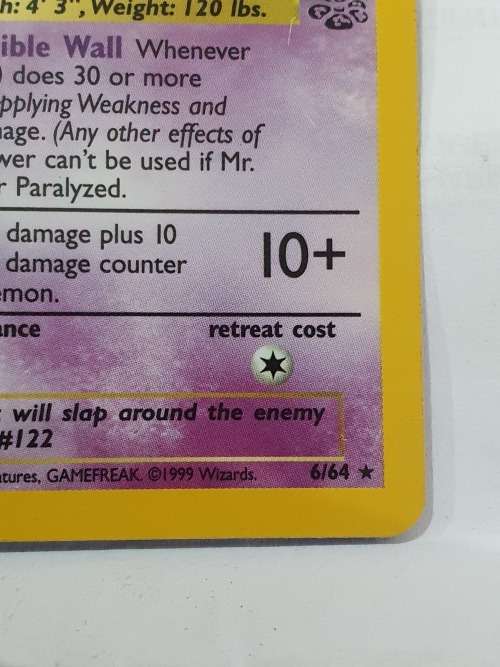 h: 4' 3", Weight: 120 lbs.
ible Wall Whenever
) does 30 or more
pplying Weakness and
age. (Any other effects of
wer can't be used if Mr.
r Paralyzed.
damage plus 10
damage counter
10+
mon.
ance
retreat cost
will slap around the enemy
#122
tures, GAMEFREAK. ©1999 Wizards.
6/64 ★